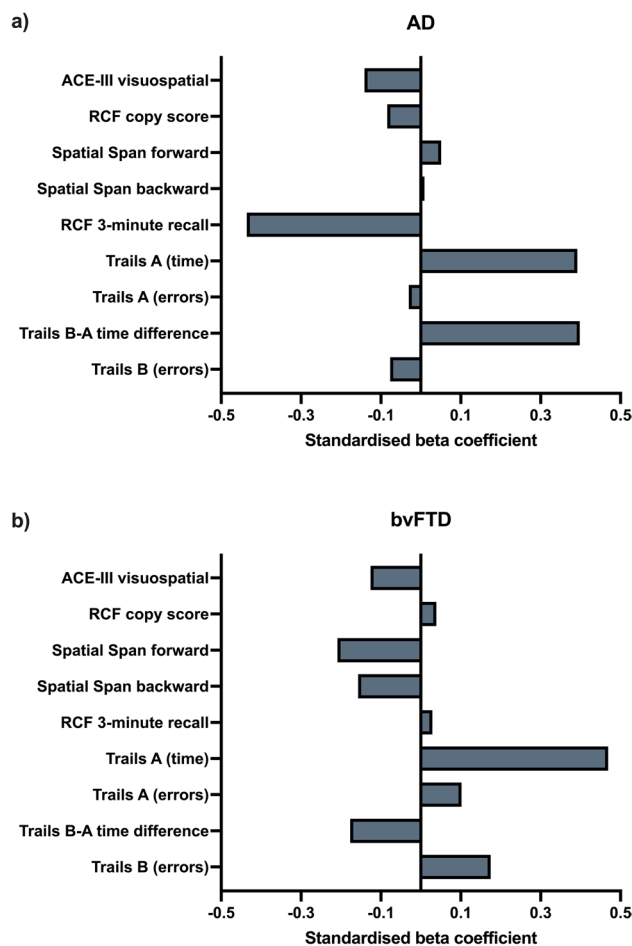 a)
AD
ACE-III visuospatial
RCF copy score
Spatial Span forward
Spatial Span backward
RCF 3-minute recall
Trails A (time)
Trails A (errors)
Trails B-A time difference
Trails B (errors)
-0.5 -0.3 -0.1 0.1 0.3 0.5
Standardised beta coefficient
b)
bvFTD
ACE-III visuospatial
RCF copy score
Spatial Span forward
Spatial Span backward
RCF 3-minute recall
Trails A (time)
Trails A (errors)
Trails B-A time difference
Trails B (errors)
-0.5 -0.3 -0.1 0.1 0.3 0.5
Standardised beta coefficient